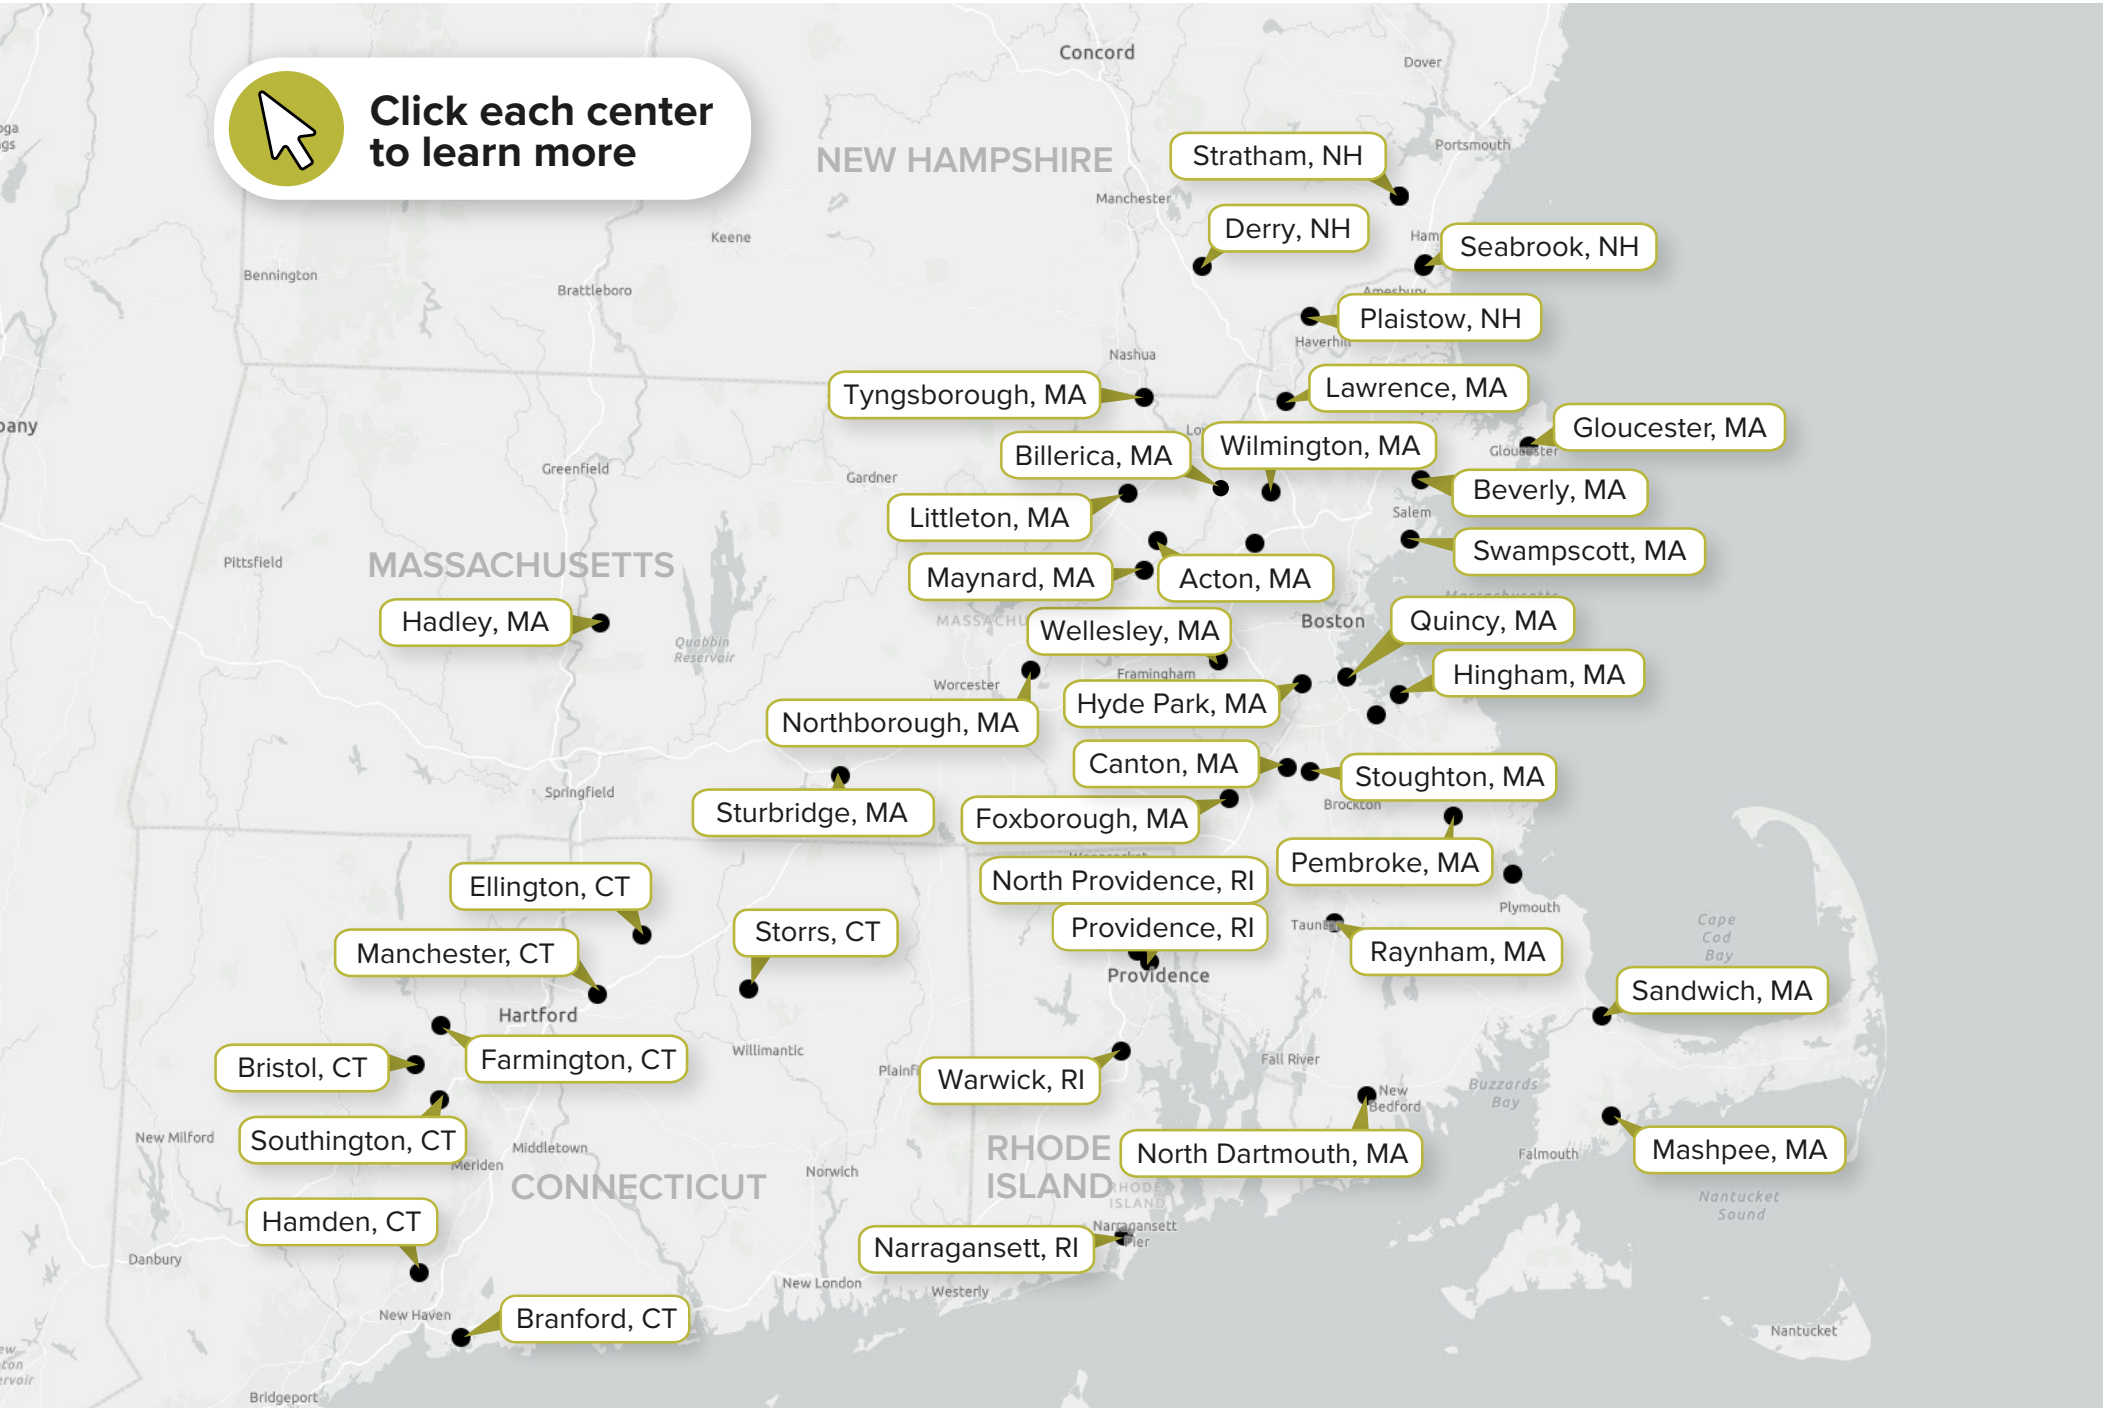 Concord
Dover
Click each center
to learn more
NEW HAMPSHIRE
Portsmouth
Stratham, NH
Manchester
Derry, NH
Keene
Seabrook, NH
Bennington
Brattleboro
Plaistow, NH
Haverhill
Nashua
Tyngsborough, MA
Lawrence, MA
Gloucester, MA
Wilmington, MA
Billerica, MA
Gloucester
Greenfield
Gardner
Beverly, MA
Littleton, MA
Salem
Swampscott, MA
Pittsfield
MASSACHUSETTS
Maynard, MA
Acton, MA
Hadley, MA
MASSACHU
Wellesley, MA
Boston
Quincy, MA
Quabbin
Reservoir
Framingham
Hingham, MA
Worcester
Hyde Park, MA
Northborough, MA
Canton, MA
Stoughton, MA
Springfield
Brockton
Sturbridge, MA
Foxborough, MA
Pembroke, MA
Ellington, CT
North Providence, RI
Plymouth
Storrs, CT
Providence, RI
Cape
Cod
Bay
Manchester, CT
Raynham, MA
Providence
Sandwich, MA
Hartford
Willimantic
Farmington, CT
Bristol, CT
Fall River
Warwick, RI
Buzzards
Bay
New
Bedford
New Milford
Southington, CT
Middletown
Meriden
RHODE
ISLAND
North Dartmouth, MA
Falmouth
Mashpee, MA
Norwich
CONNECTICUT
RHODE
ISLAND
Nantucket
Sound
Hamden, CT
Narragansett
Pier
Narragansett, RI
Danbury
New London
Westerly
New Haven
Branford, CT
Nantucket
Bridgeport